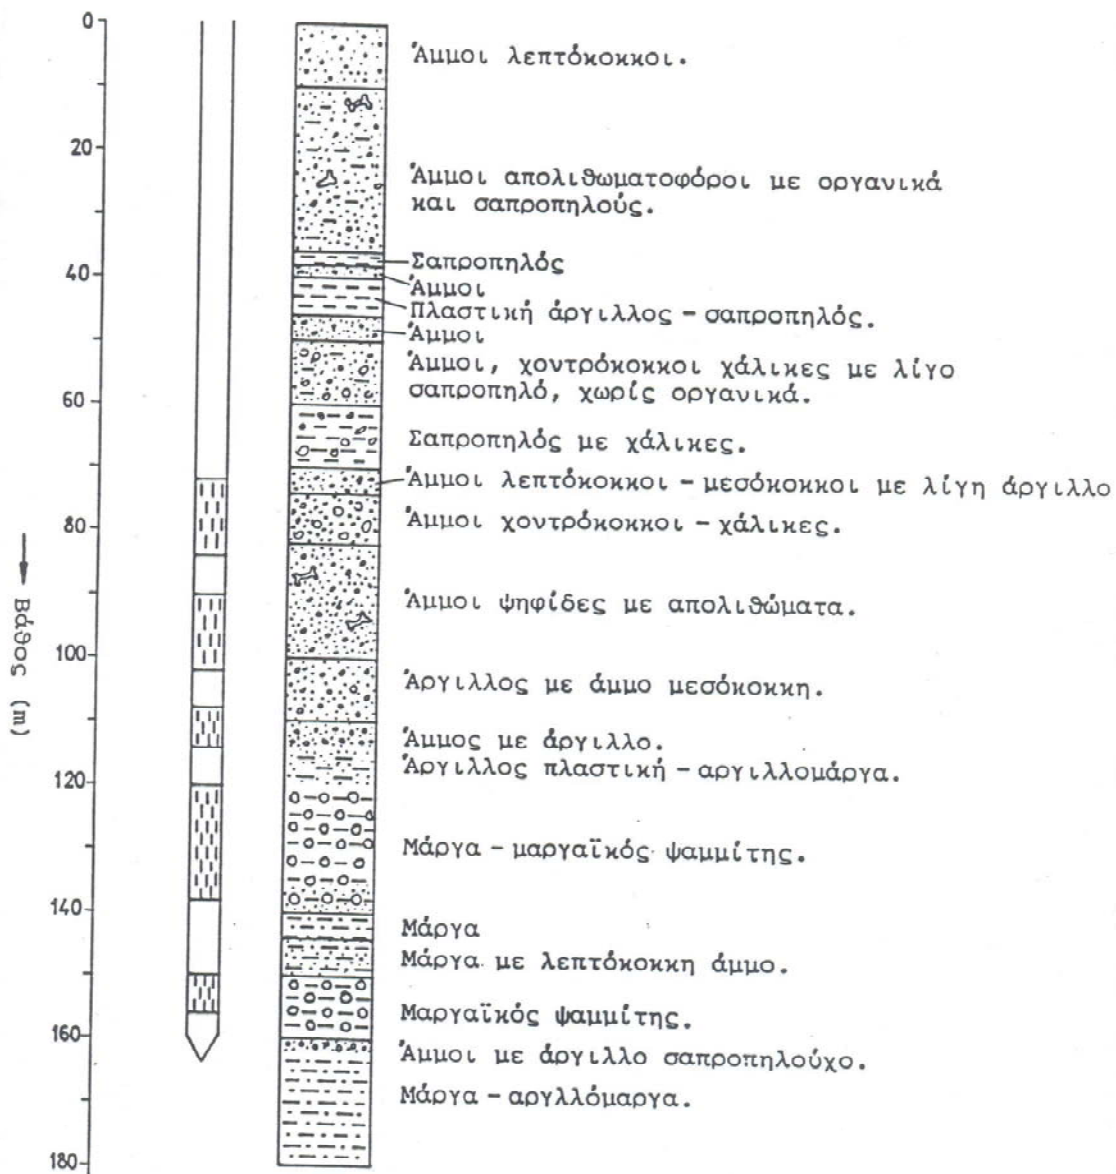 0
Άμμοι λεπτόκοκκοι.
20
Άμμοι απολιθωματοφόροι με οργανικά
και σαπροπηλούς.
Σαπροπηλός
40
Άμμοι
Πλαστική άργιλλος - σαπροπηλός.
Άμμοι
Άμμοι, χοντρόκοκκοι χάλικες με λίγο
σαπροπηλό, χωρίς οργανικά.
60
Σαπροπηλός με χάλικες.
Άμμοι λεπτόκοκκοι - μεσόκοκκοι με λίγη άργιλλο
80
Άμμοι χοντρόκοκκοι - χάλικες.
Άμμοι ψηφίδες με απολιθώματα.
Βάθος (m)
100
Άργιλλος με άμμο μεσόκοκκη.
Άμμος με άργιλλο.
Άργιλλος πλαστική - αργιλλομάργα.
120
Μάργα - μαργαϊκός ψαμμίτης.
140
Μάργα
Μάργα με λεπτόκοκκη άμμο.
Μαργαϊκός ψαμμίτης.
160
Άμμοι με άργιλλο σαπροπηλούχο.
Μάργα - αργλλόμαργα.
180